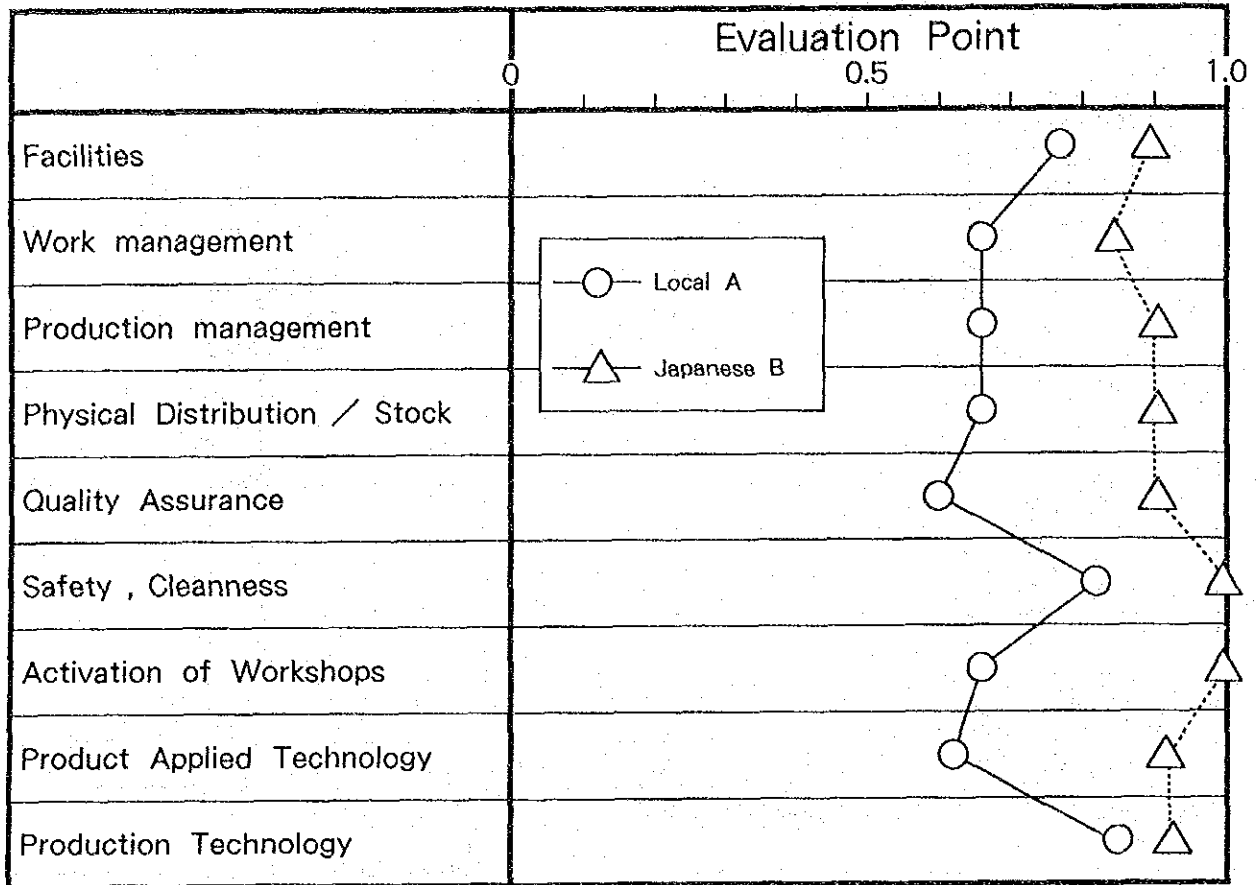 Evaluation Point
0 0.5 1.0
Facilities
Work management
Production management
Physical Distribution / Stock
Quality Assurance
Safety , Cleanness
Activation of Workshops
Product Applied Technology
Production Technology
Local A
Japanese B